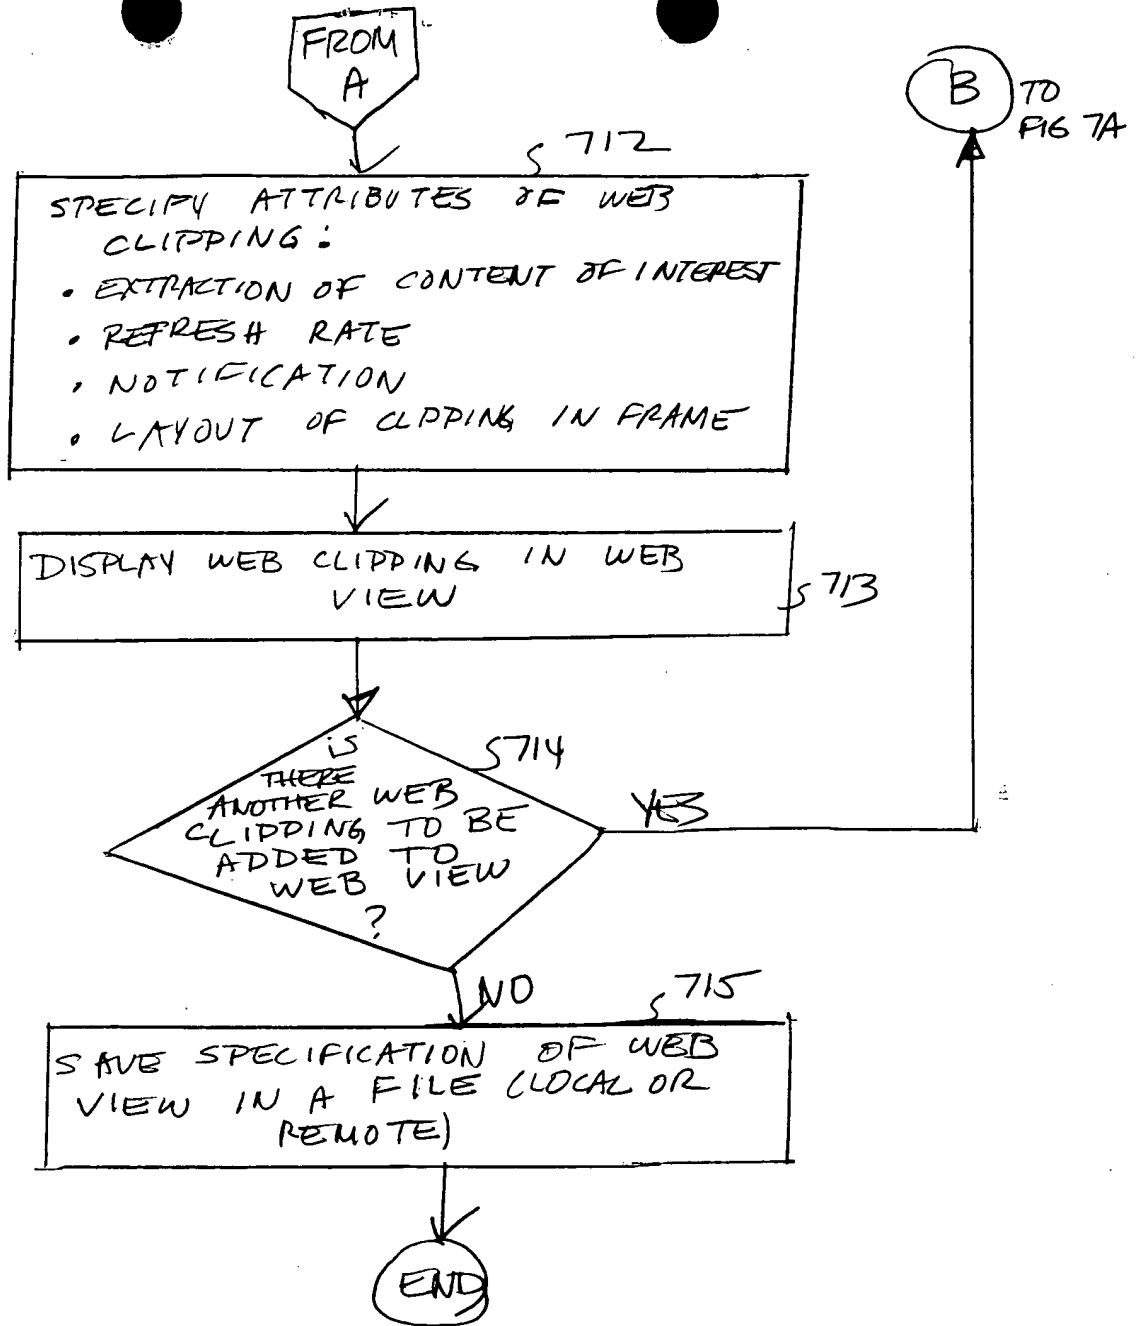 FROM
A
B
TO
FIG 7A
712
SPECIFY ATTRIBUTES OF WEB
CLIPPING:
• EXTRACTION OF CONTENT OF INTEREST
• REFRESH RATE
• NOTIFICATION
• LAYOUT OF CLIPPING IN FRAME
DISPLAY WEB CLIPPING IN WEB
VIEW
713
714
is
THERE
ANOTHER WEB
CLIPPING TO BE
ADDED TO
WEB VIEW
?
YES
NO
715
SAVE SPECIFICATION OF WEB
VIEW IN A FILE (LOCAL OR
REMOTE)
END